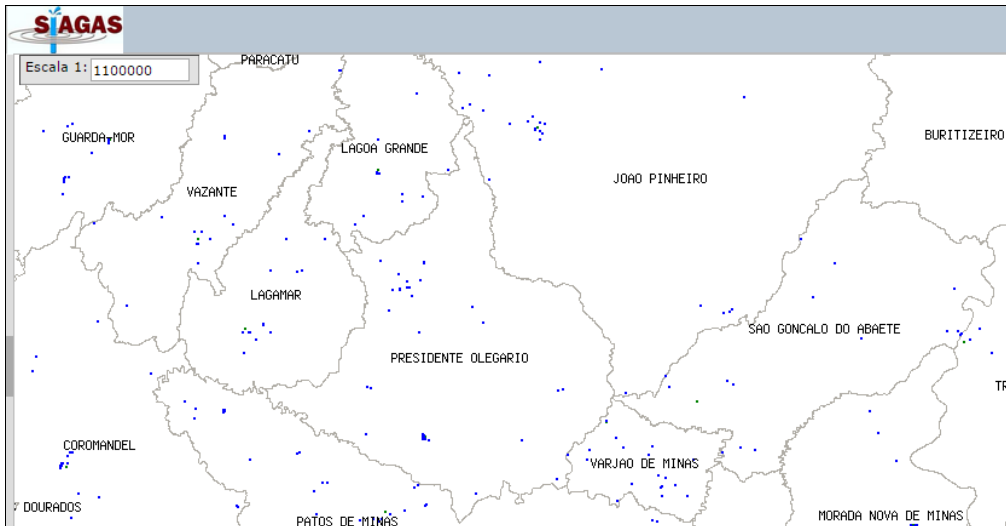 SIAGAS
Escala 1: 1100000
PARACATU
GUARDA-MOR
LAGOA GRANDE
BURITIZEIRO
VAZANTE
JOAO PINHEIRO
LAGAMAR
SAO GONCALO DO ABAETE
PRESIDENTE OLEGARIO
TR
COROMANDEL
VARJAO DE MINAS
DOURADOS
PATOS DE MINAS
MORADA NOVA DE MINAS